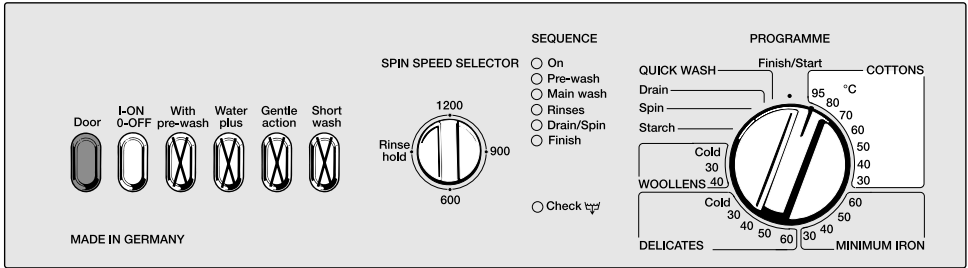 Door
I-ON
0-OFF
With
pre-wash
Water
plus
Gentle
action
Short
wash
MADE IN GERMANY
SPIN SPEED SELECTOR
1200
900
600
Rinse
hold
SEQUENCE
On
Pre-wash
Main wash
Rinses
Drain/Spin
Finish
Check
PROGRAMME
Finish/Start
QUICK WASH
Drain
Spin
Starch
COTTONS
°C
95
80
70
60
60
50
40
30
Cold
30
40
WOOLLENS
Cold
30
40
50
60
DELICATES
60
50
40
30
MINIMUM IRON